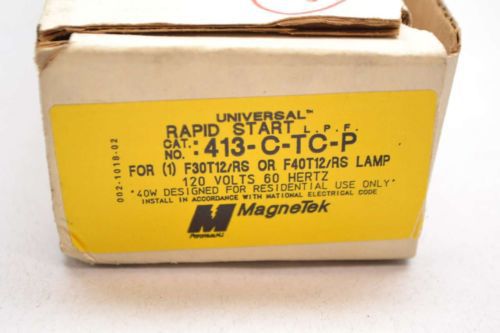 UNIVERSAL™
RAPID START L.P.F.
CAT. NO.: 413-C-TC-P
FOR (1) F30T12/RS OR F40T12/RS LAMP
120 VOLTS 60 HERTZ
"40W DESIGNED FOR RESIDENTIAL USE ONLY"
INSTALL IN ACCORDANCE WITH NATIONAL ELECTRICAL CODE
MagneTek
002-1018-02